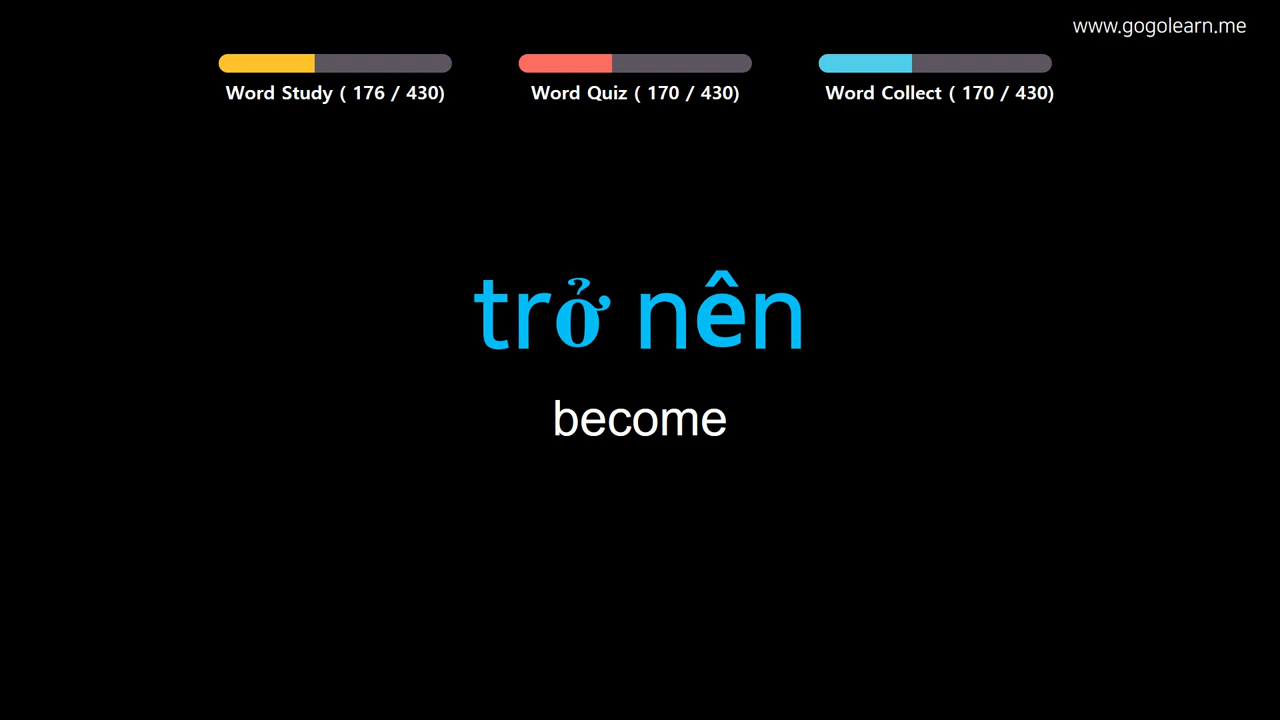 www.gogolearn.me
Word Study ( 176 / 430)
Word Quiz ( 170 / 430)
Word Collect ( 170 / 430)
trở nên
become